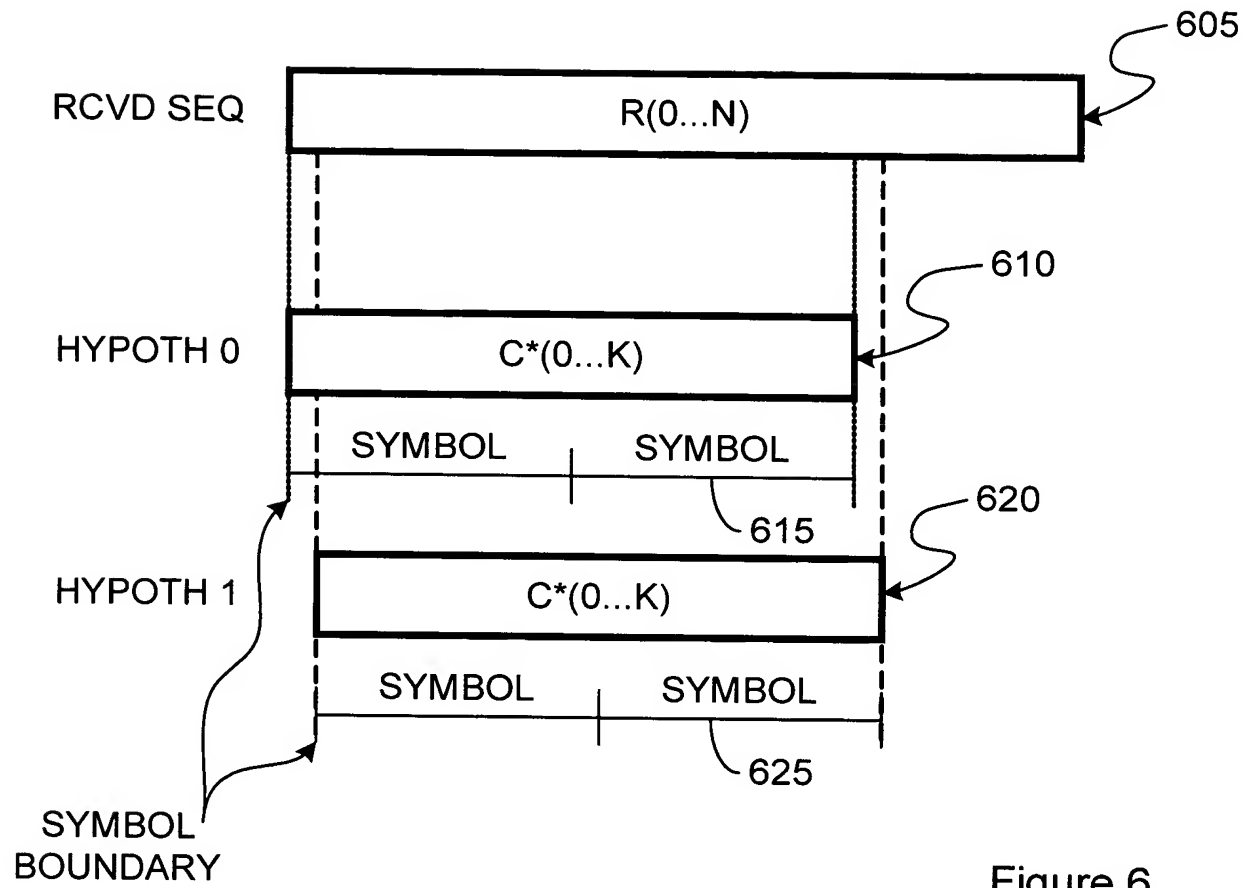 605
RCVD SEQ
R(0...N)
610
HYPOTH 0
C*(0...K)
SYMBOL SYMBOL
615
620
HYPOTH 1
C*(0...K)
SYMBOL SYMBOL
625
SYMBOL
BOUNDARY
Figure 6